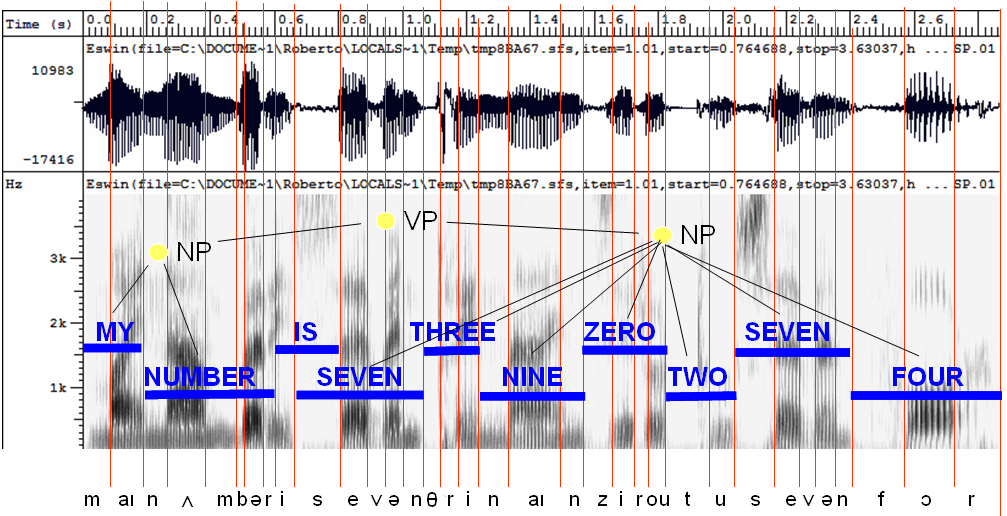 Time (s) 0.0 0.2 0.4 0.6 0.8 1.0 1.2 1.4 1.6 1.8 2.0 2.2 2.4 2.6
Eswin(file=C:\DOCUME~1\Roberto\LOCALS~1\Temp\tmp8BA67.sfs,item=1.01,start=0.764688,stop=3.63037,h ... SP.01
10983
-17416
Hz Eswin(file=C:\DOCUME~1\Roberto\LOCALS~1\Temp\tmp8BA67.sfs,item=1.01,start=0.764688,stop=3.63037,h ... SP.01
VP
NP NP
3k
2k
MY IS THREE ZERO SEVEN
NUMBER SEVEN NINE TWO FOUR
1k
m aɪ n ʌ m b ə r i s e v ə n θ r i n aɪ n z i r oʊ t u s e v ə n f ɔ r